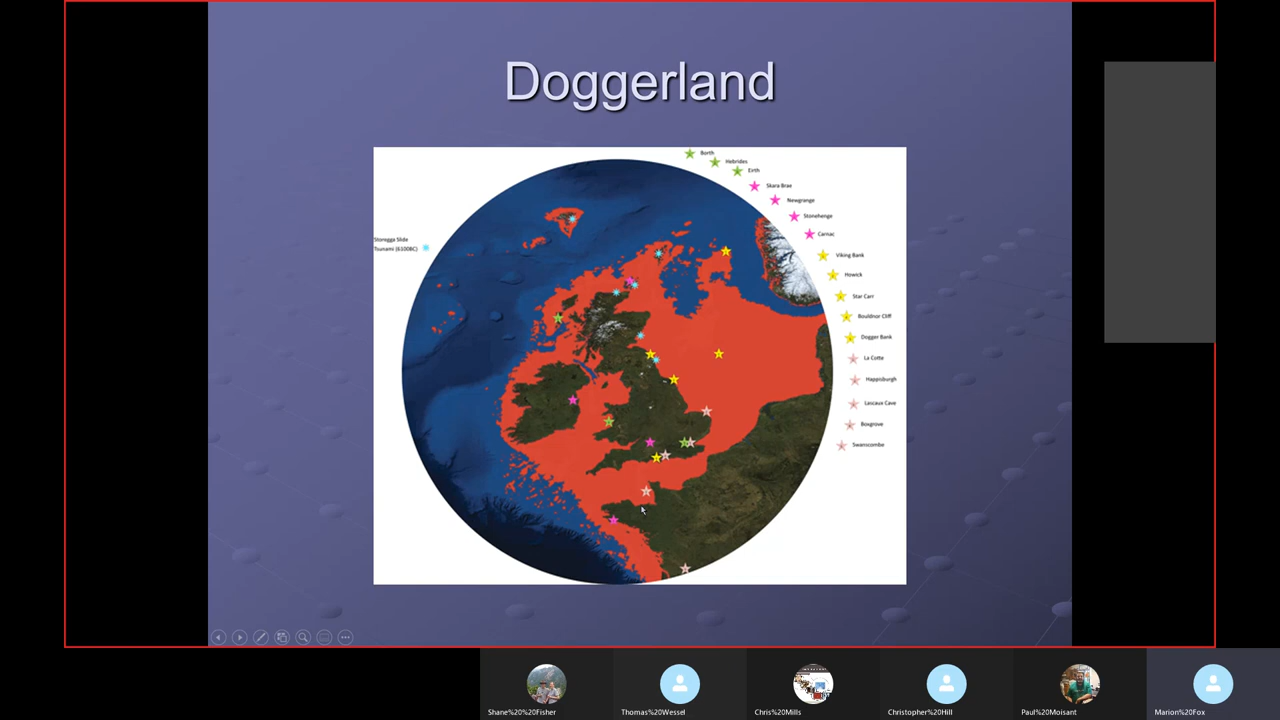 Doggerland
Borth
Hebrides
Eirth
Skara Brae
Newgrange
Stonehenge
Carnac
Storegga Slide
Tsunami (6100BC)
Viking Bank
Howick
Star Carr
Bouldnor Cliff
Dogger Bank
La Cotte
Happisburgh
Lascaux Cave
Boxgrove
Swanscombe
Shane%20%20Fisher
Thomas%20Wessel
Chris%20Mills
Christopher%20Hill
Paul%20Moisant
Marion%20Fox